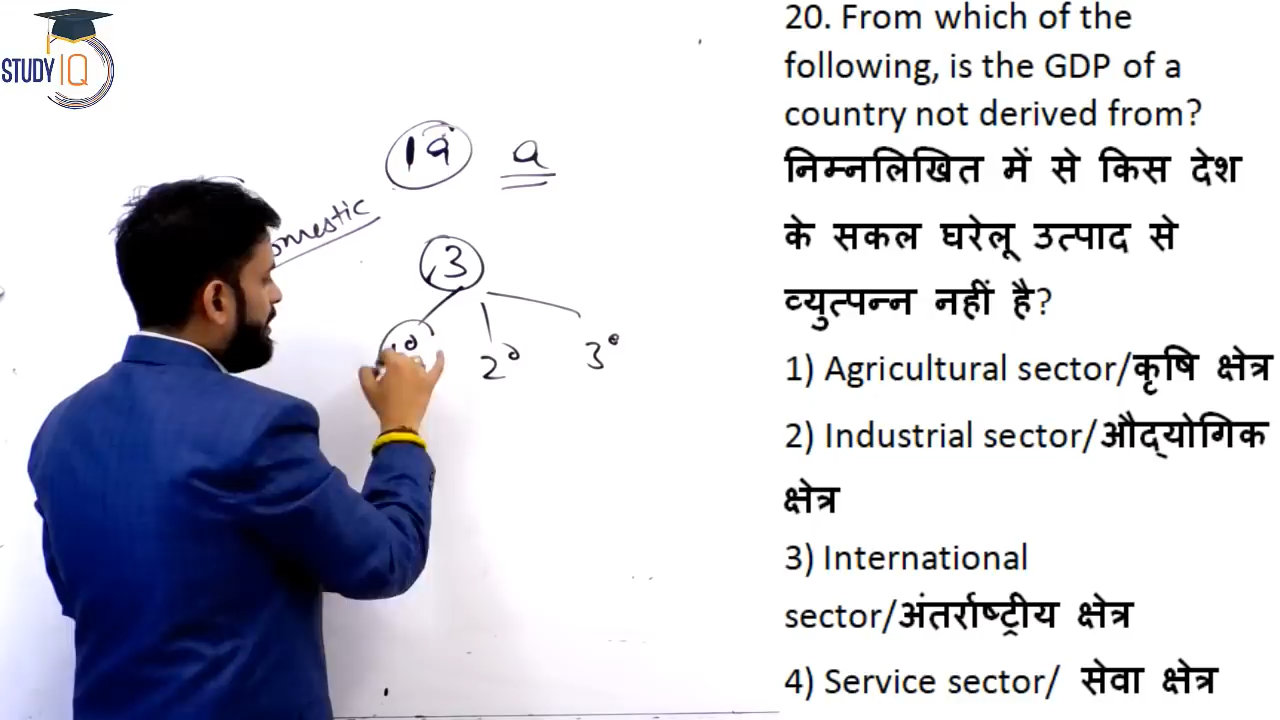 STUDY IQ
19 a
omestic
3
1° 2° 3°
20. From which of the
following, is the GDP of a
country not derived from?
निम्नलिखित में से किस देश
के सकल घरेलू उत्पाद से
व्युत्पन्न नहीं है?
1) Agricultural sector/कृषि क्षेत्र
2) Industrial sector/औद्योगिक
क्षेत्र
3) International
sector/अंतर्राष्ट्रीय क्षेत्र
4) Service sector/ सेवा क्षेत्र